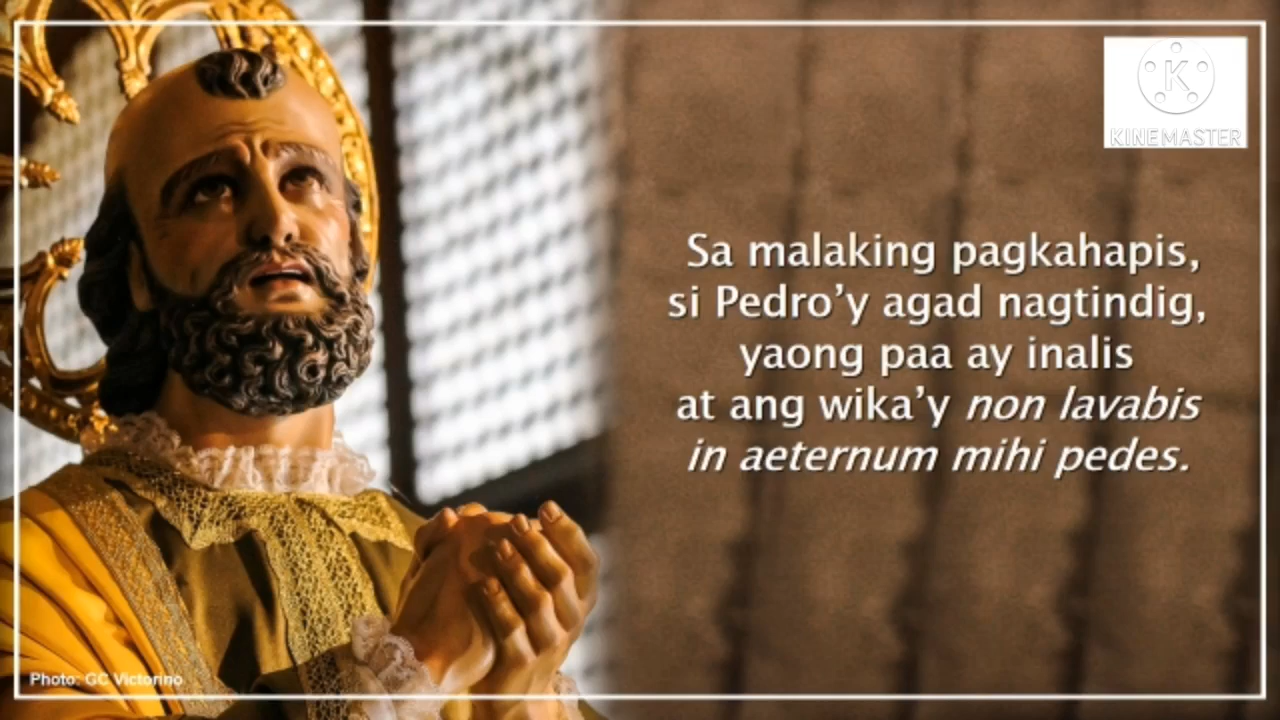 KINEMASTER
Sa malaking pagkahapis,
si Pedro’y agad nagtindig,
yaong paa ay inalis
at ang wika’y non lavabis
in aeternum mihi pedes.
Photo: GC Victorino